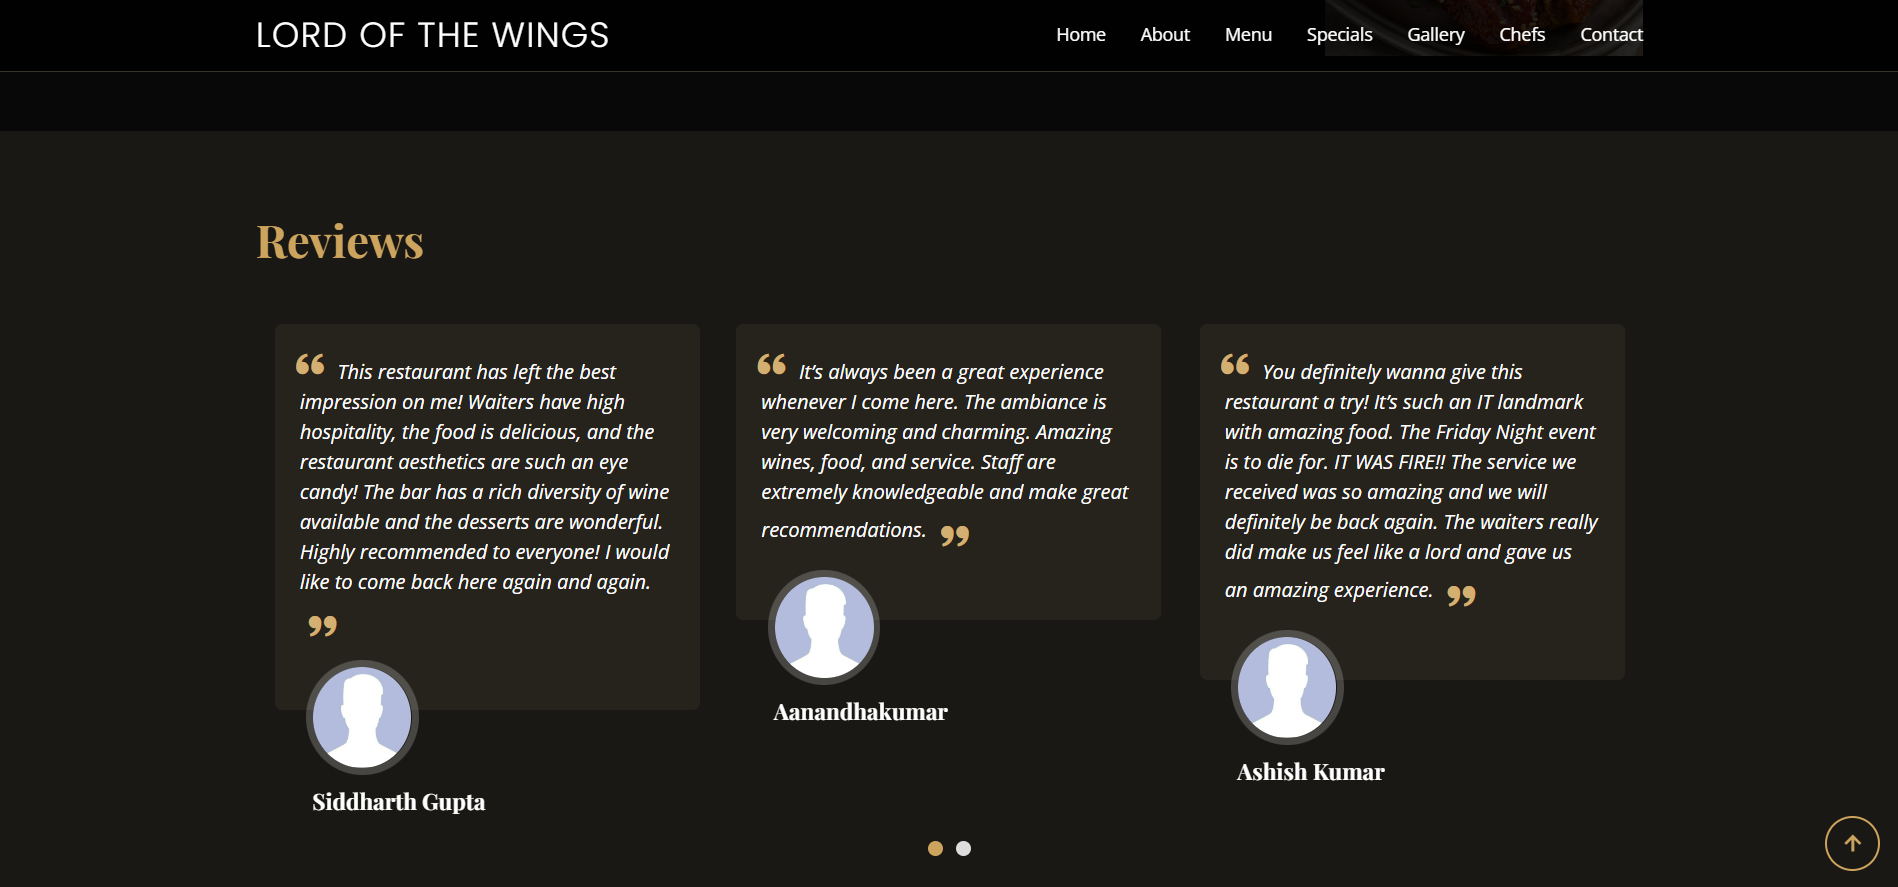 LORD OF THE WINGS
Home About Menu Specials Gallery Chefs Contact
Reviews
“ This restaurant has left the best
impression on me! Waiters have high
hospitality, the food is delicious, and the
restaurant aesthetics are such an eye
candy! The bar has a rich diversity of wine
available and the desserts are wonderful.
Highly recommended to everyone! I would
like to come back here again and again.
”
Siddharth Gupta
“ It’s always been a great experience
whenever I come here. The ambiance is
very welcoming and charming. Amazing
wines, food, and service. Staff are
extremely knowledgeable and make great
recommendations. ”
Aanandhakumar
“ You definitely wanna give this
restaurant a try! It’s such an IT landmark
with amazing food. The Friday Night event
is to die for. IT WAS FIRE!! The service we
received was so amazing and we will
definitely be back again. The waiters really
did make us feel like a lord and gave us
an amazing experience. ”
Ashish Kumar